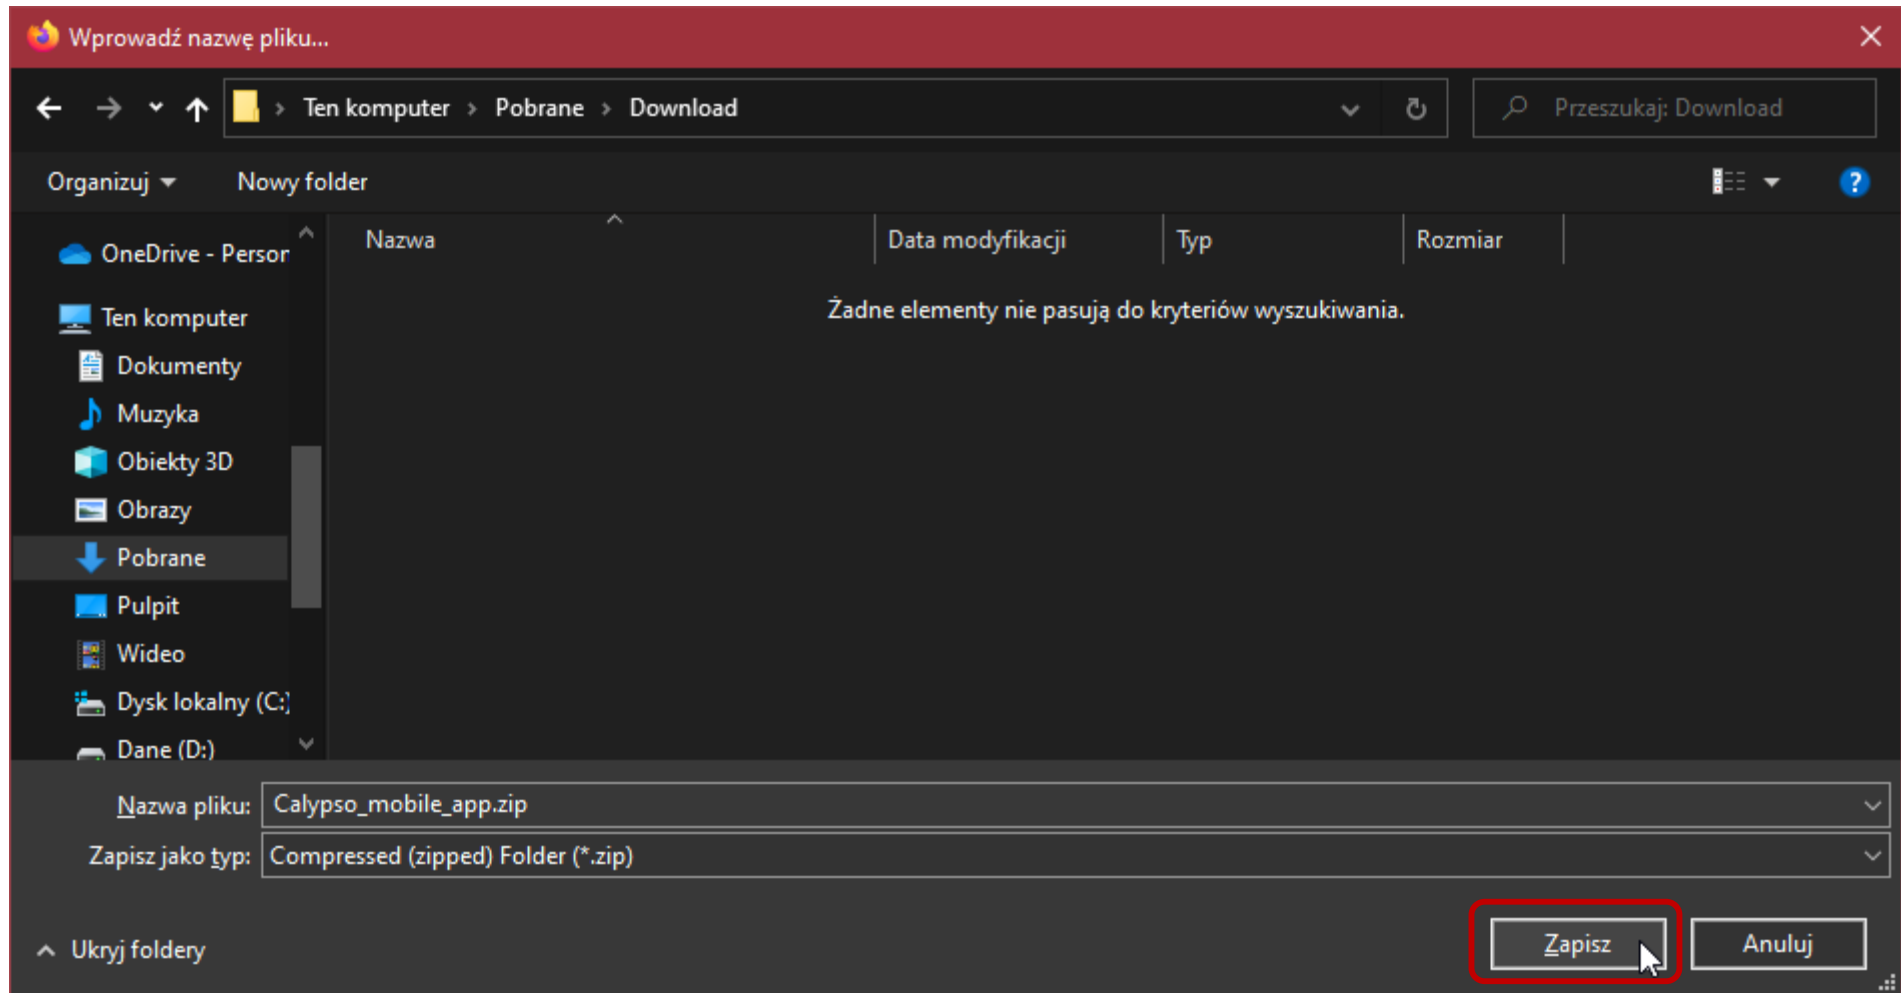 Wprowadź nazwę pliku...
Ten komputer > Pobrane > Download
Przeszukaj: Download
Organizuj
Nowy folder
Nazwa
Data modyfikacji
Typ
Rozmiar
Żadne elementy nie pasują do kryteriów wyszukiwania.
OneDrive - Person
Ten komputer
Dokumenty
Muzyka
Obiekty 3D
Obrazy
Pobrane
Pulpit
Wideo
Dysk lokalny (C:)
Dane (D:)
Nazwa pliku: Calypso_mobile_app.zip
Zapisz jako typ: Compressed (zipped) Folder (*.zip)
Ukryj foldery
Zapisz
Anuluj